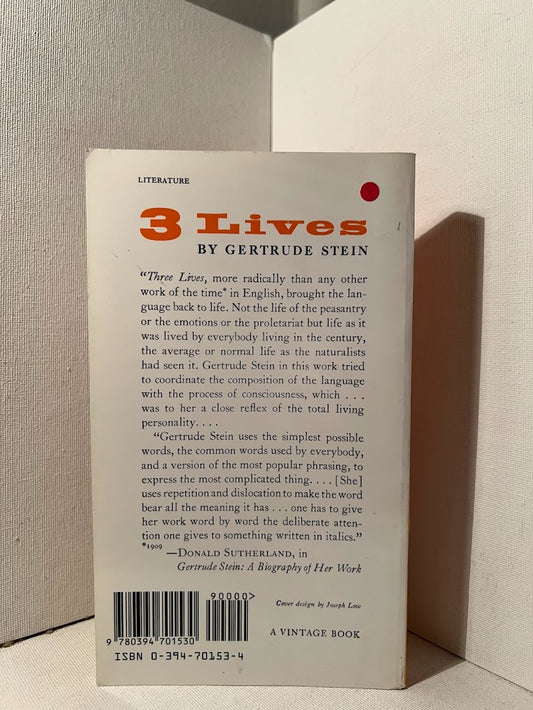 LITERATURE
3 Lives
BY GERTRUDE STEIN
“Three Lives, more radically than any other
work of the time* in English, brought the lan-
guage back to life. Not the life of the peasantry
or the emotions or the proletariat but life as it
was lived by everybody living in the century,
the average or normal life as the naturalists
had seen it. Gertrude Stein in this work tried
to coordinate the composition of the language
with the process of consciousness, which . . .
was to her a close reflex of the total living
personality. . . .
“Gertrude Stein uses the simplest possible
words, the common words used by everybody,
and a version of the most popular phrasing, to
express the most complicated thing. . . . [She]
uses repetition and dislocation to make the word
bear all the meaning it has . . . one has to give
her work word by word the deliberate atten-
tion one gives to something written in italics.”
*1909
—DONALD SUTHERLAND, in
Gertrude Stein: A Biography of Her Work
90000>
9 780394 701530
ISBN 0-394-70153-4
Cover design by Joseph Low
A VINTAGE BOOK